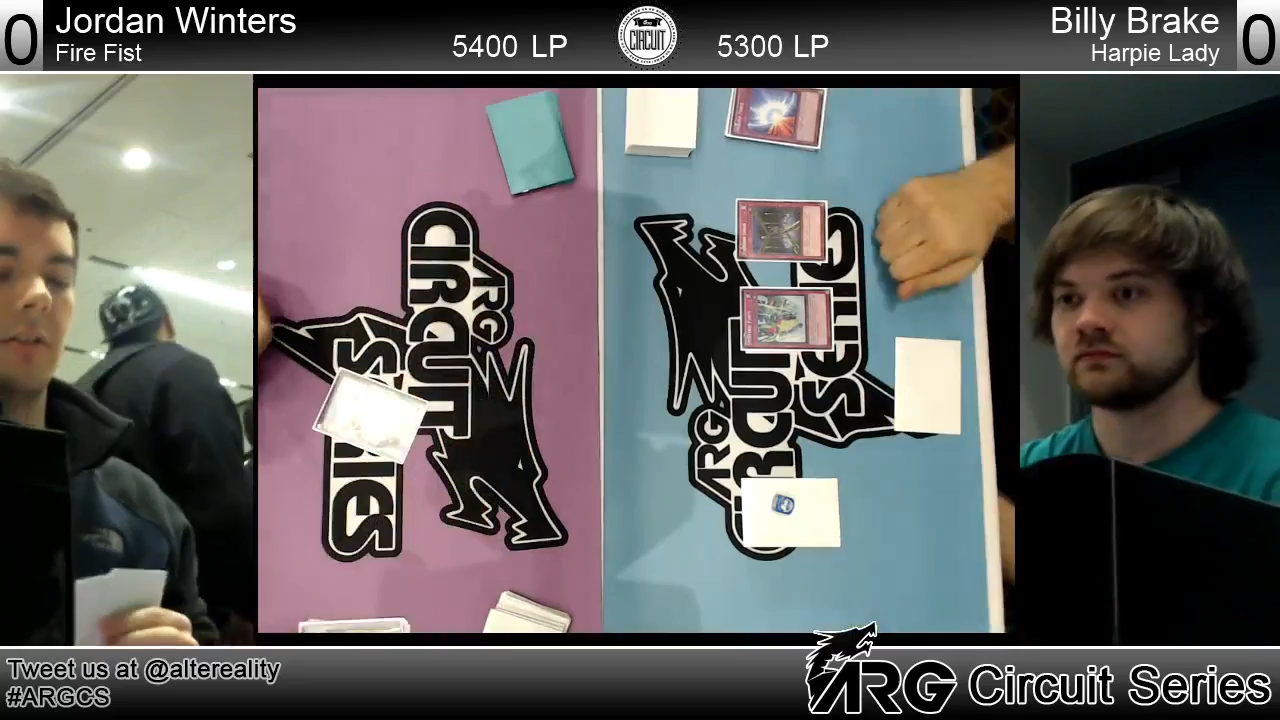 0
Jordan Winters
Fire Fist
5400 LP
CIRCUIT
5300 LP
Billy Brake
Harpie Lady
0
ARG
CIRCUIT
SERIES
ARG
CIRCUIT
SERIES
Tweet us at @altereality
#ARGCS
ARG Circuit Series